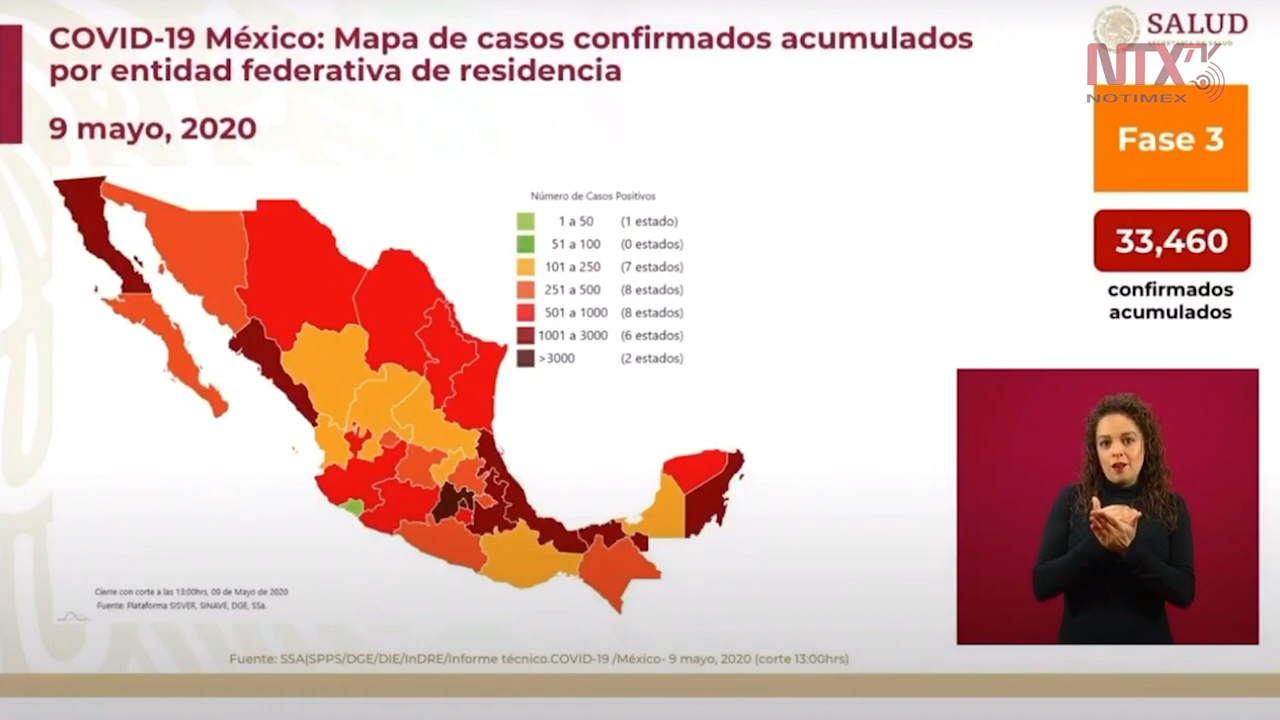 COVID-19 México: Mapa de casos confirmados acumulados
por entidad federativa de residencia
9 mayo, 2020
SALUD
SECRETARÍA DE SALUD
NTX
NOTIMEX
Fase 3
33,460
confirmados
acumulados
Número de Casos Positivos
1 a 50 (1 estado)
51 a 100 (0 estados)
101 a 250 (7 estados)
251 a 500 (8 estados)
501 a 1000 (8 estados)
1001 a 3000 (6 estados)
>3000 (2 estados)
Cierre con corte a las 13:00hrs, 09 de Mayo de 2020
Fuente: Plataforma SISVER, SINAVE, DGE, SSa.
Fuente: SSA(SPPS/DGE/DIE/InDRE/Informe técnico.COVID-19 /México- 9 mayo, 2020 (corte 13:00hrs)